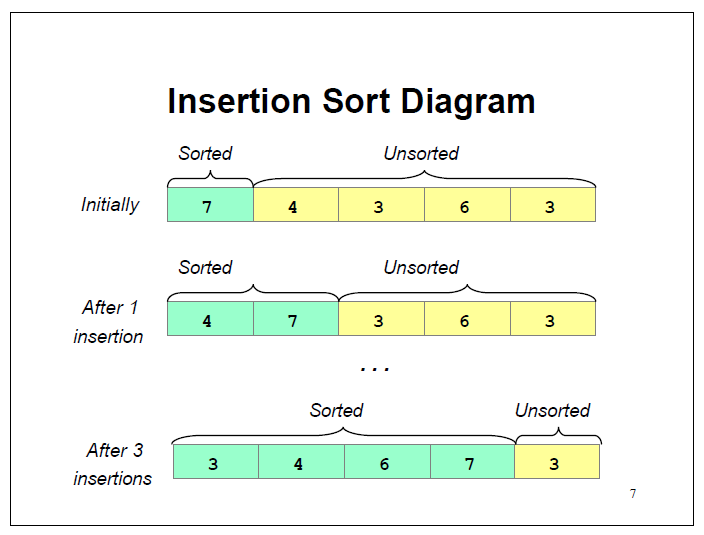 Insertion Sort Diagram
Sorted Unsorted
Initially 7 4 3 6 3
Sorted Unsorted
After 1
insertion
4 7 3 6 3
...
Sorted Unsorted
After 3
insertions
3 4 6 7 3
7